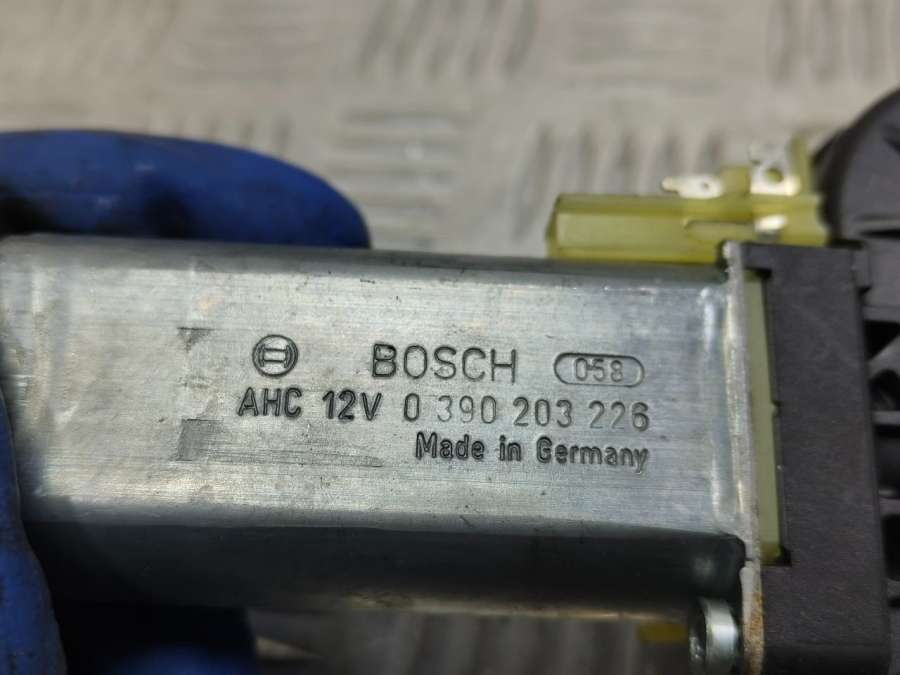 BOSCH 058
AHC 12V 0 390 203 226
Made in Germany